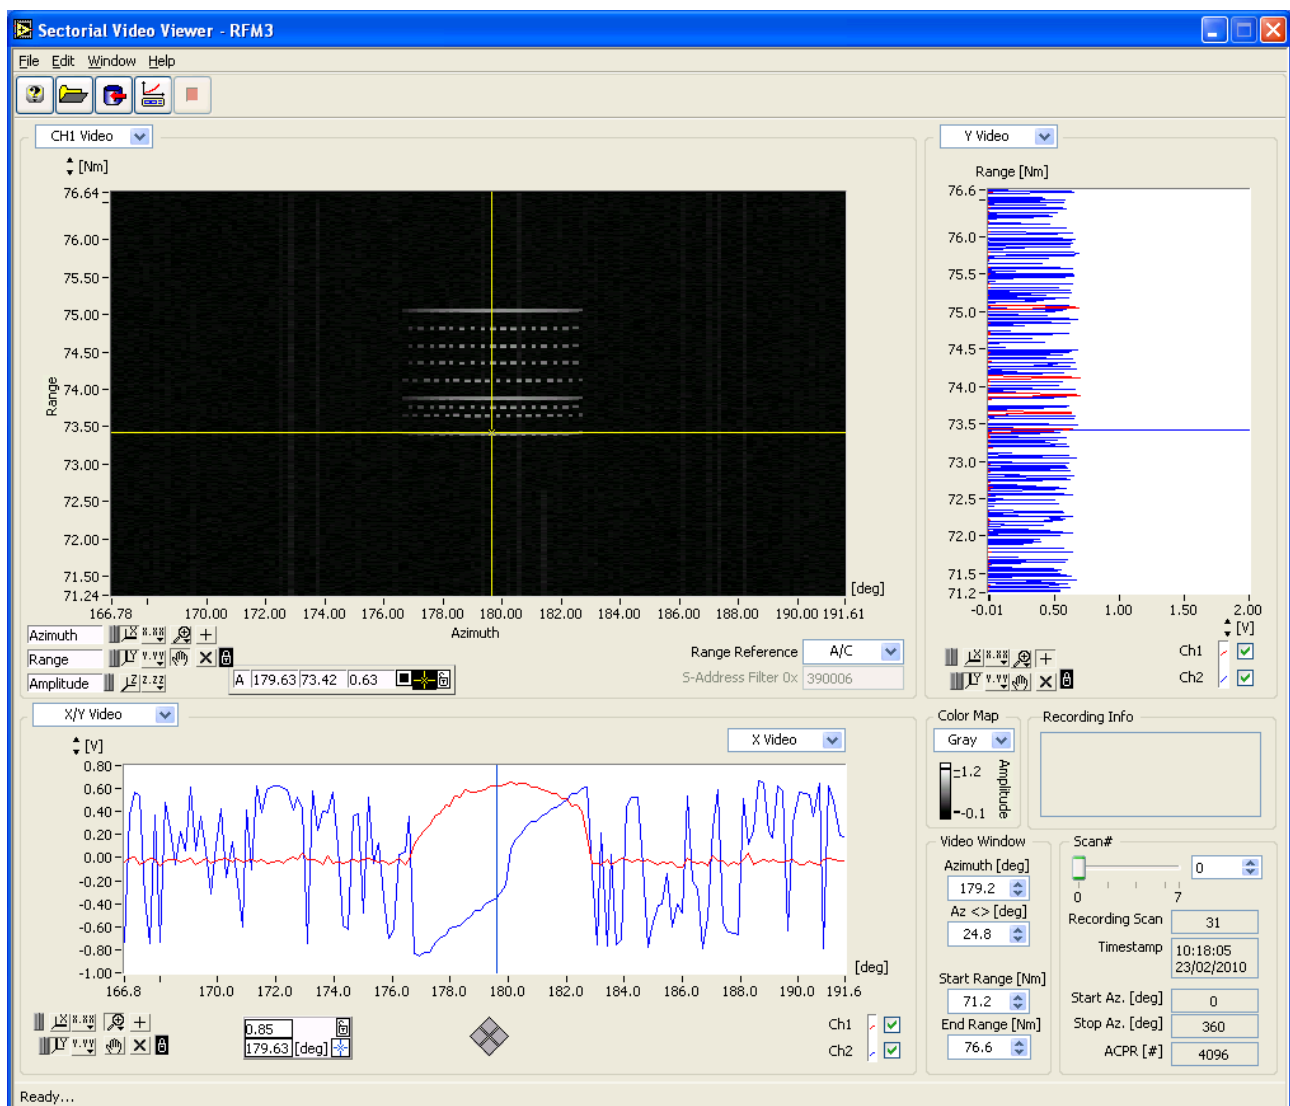 Sectorial Video Viewer - RFM3
File Edit Window Help
CH1 Video
[Nm]
76.64
76.00
75.50
75.00
74.50
74.00
73.50
73.00
72.50
72.00
71.50
71.24
Range
166.78 170.00 172.00 174.00 176.00 178.00 180.00 182.00 184.00 186.00 188.00 190.00 191.61
[deg]
Azimuth
Azimuth
Range
Amplitude
A 179.63 73.42 0.63
Range Reference A/C
S-Address Filter 0x 390006
Y Video
Range [Nm]
76.6
76.0
75.5
75.0
74.5
74.0
73.5
73.0
72.5
72.0
71.5
71.2
-0.01 0.50 1.00 1.50 2.00
[V]
Ch1
Ch2
X/Y Video
[V]
X Video
0.80
0.60
0.40
0.20
0.00
-0.20
-0.40
-0.60
-0.80
-1.00
166.8 170.0 172.0 174.0 176.0 178.0 180.0 182.0 184.0 186.0 188.0 190.0 191.6
[deg]
0.85
179.63 [deg]
Ch1
Ch2
Color Map
Gray
1.2
-0.1
Amplitude
Recording Info
Video Window
Azimuth [deg]
179.2
Az <> [deg]
24.8
Start Range [Nm]
71.2
End Range [Nm]
76.6
Scan#
0
0 7
Recording Scan 31
Timestamp 10:18:05
23/02/2010
Start Az. [deg] 0
Stop Az. [deg] 360
ACPR [#] 4096
Ready...